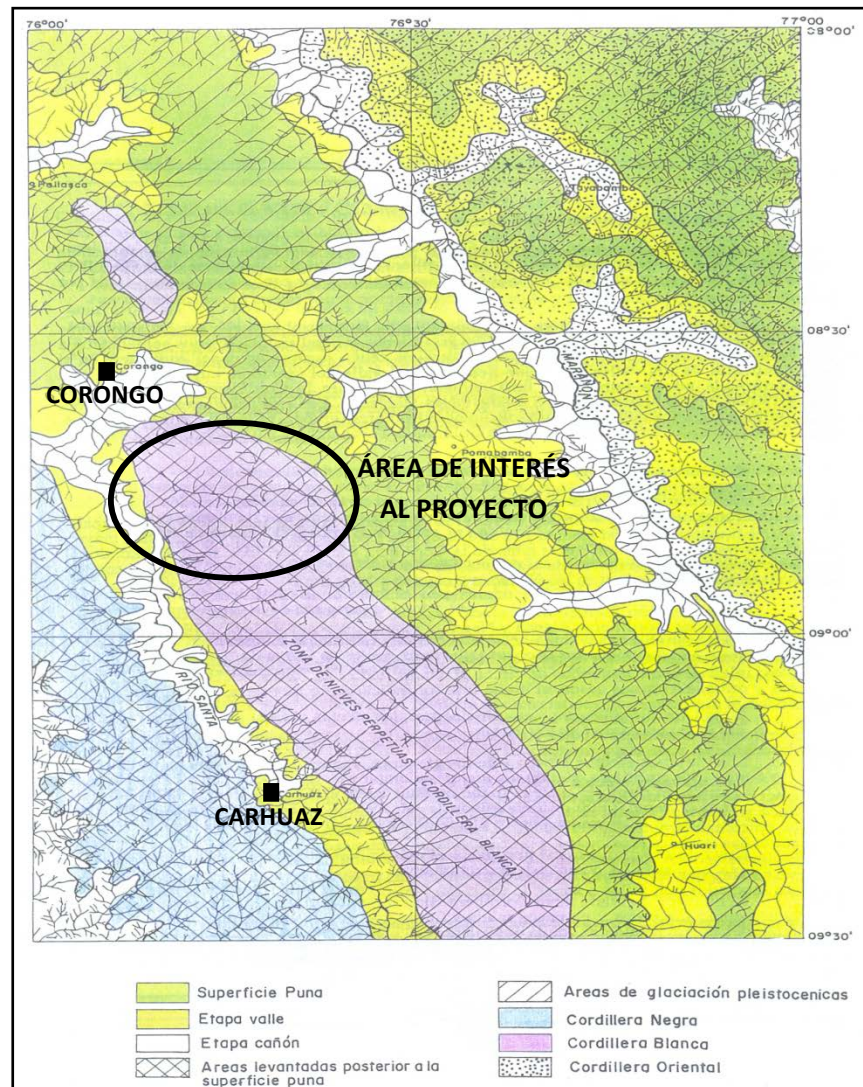 76°00' 76°30' 77°00
08°00'
Pallasca
Tayabamba
08°30'
RIO MARAÑON
Corongo
CORONGO
Pomabamba
ÁREA DE INTERÉS
AL PROYECTO
09°00'
ZONA DE NIEVES PERPETUAS (CORDILLERA BLANCA)
RIO SANTA
Carhuaz
CARHUAZ
Huari
09°30'
Superficie Puna
Etapa valle
Etapa cañón
Areas levantadas posterior a la
superficie puna
Areas de glaciación pleistocenicas
Cordillera Negra
Cordillera Blanca
Cordillera Oriental